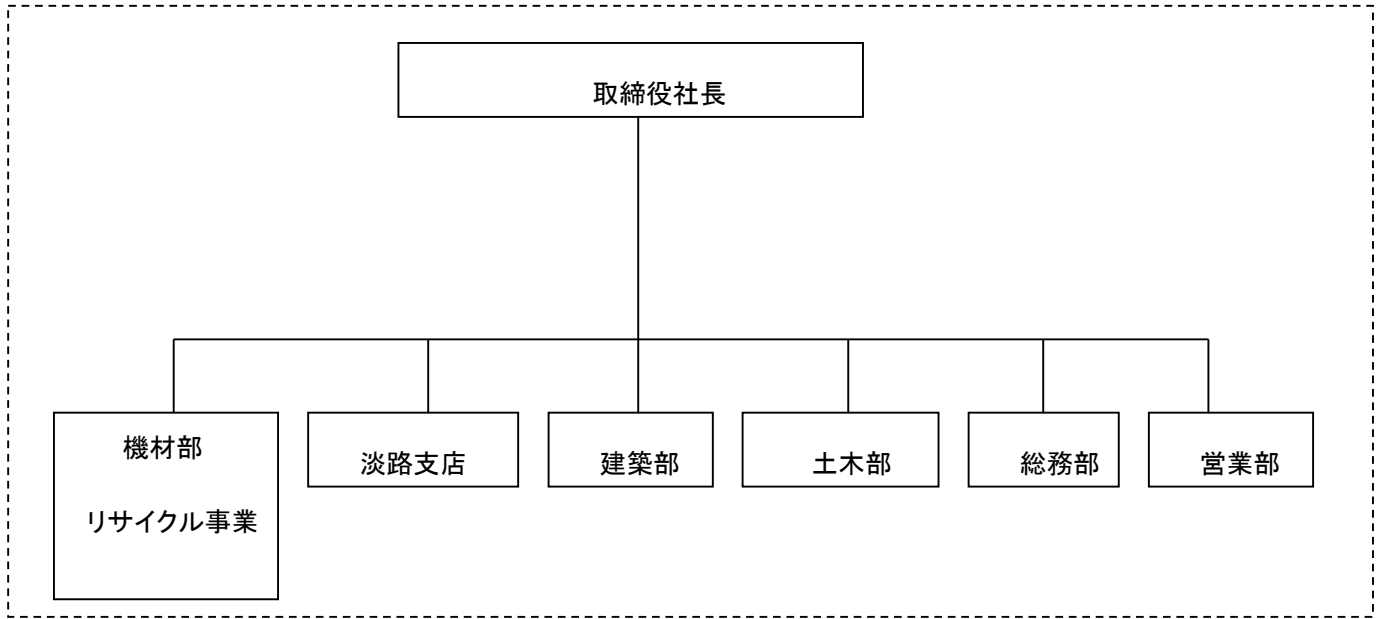 取締役社長
機材部
リサイクル事業
淡路支店
建築部
土木部
総務部
営業部